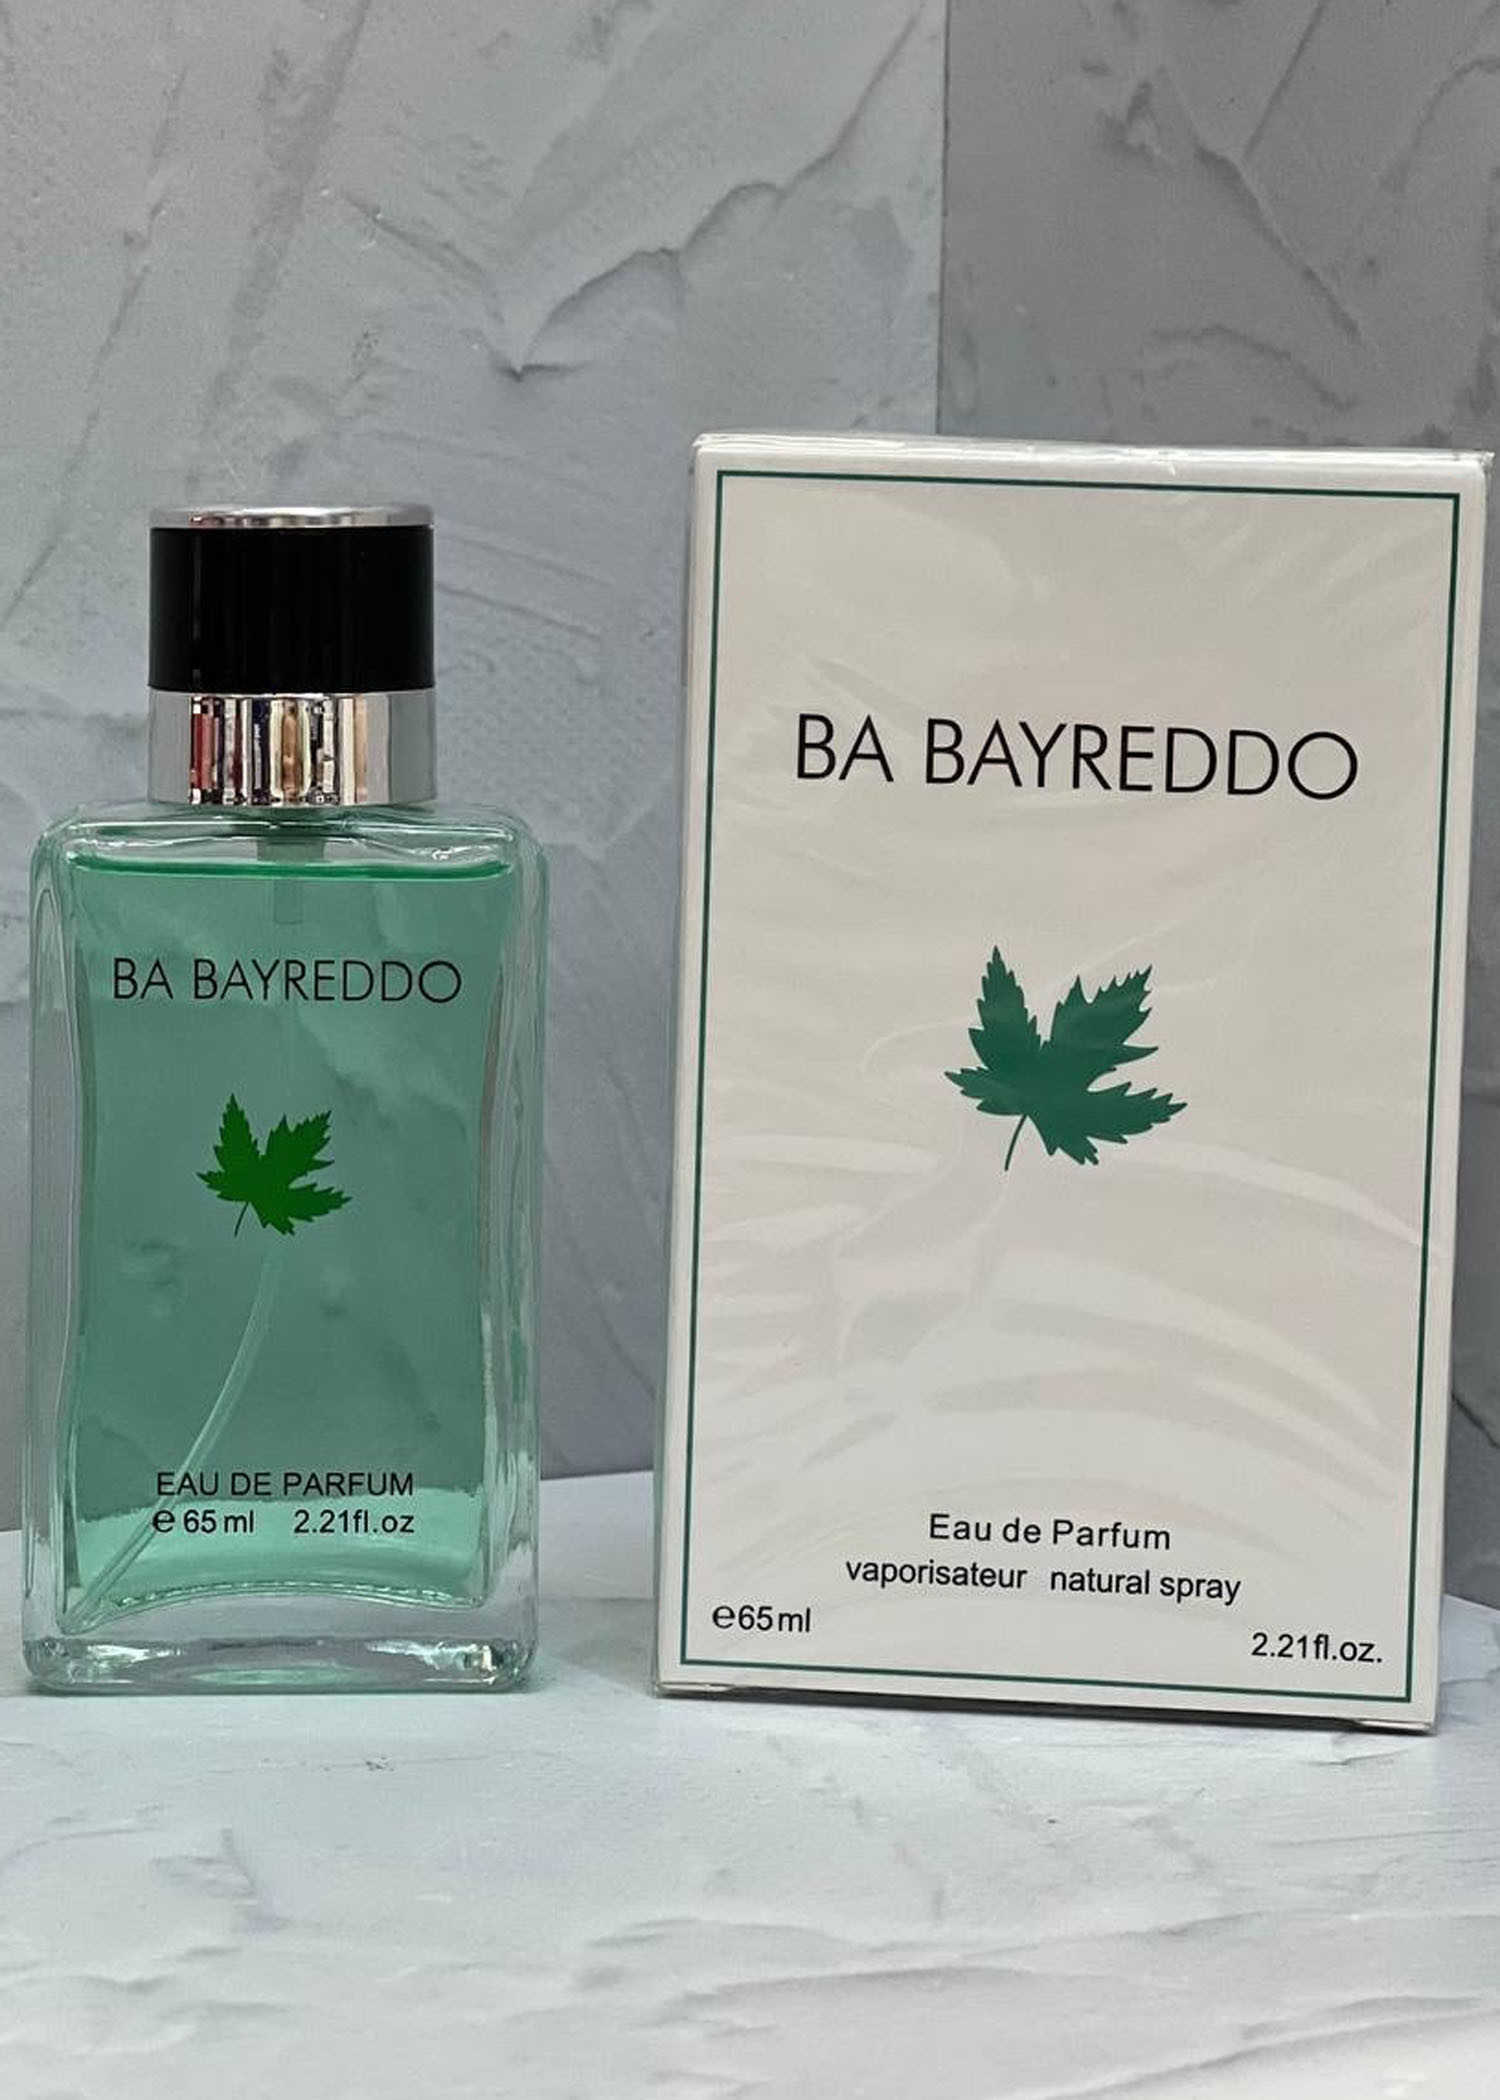 BA BAYREDDO
EAU DE PARFUM
e 65 ml 2.21fl.oz
BA BAYREDDO
Eau de Parfum
vaporisateur natural spray
e65ml
2.21fl.oz.